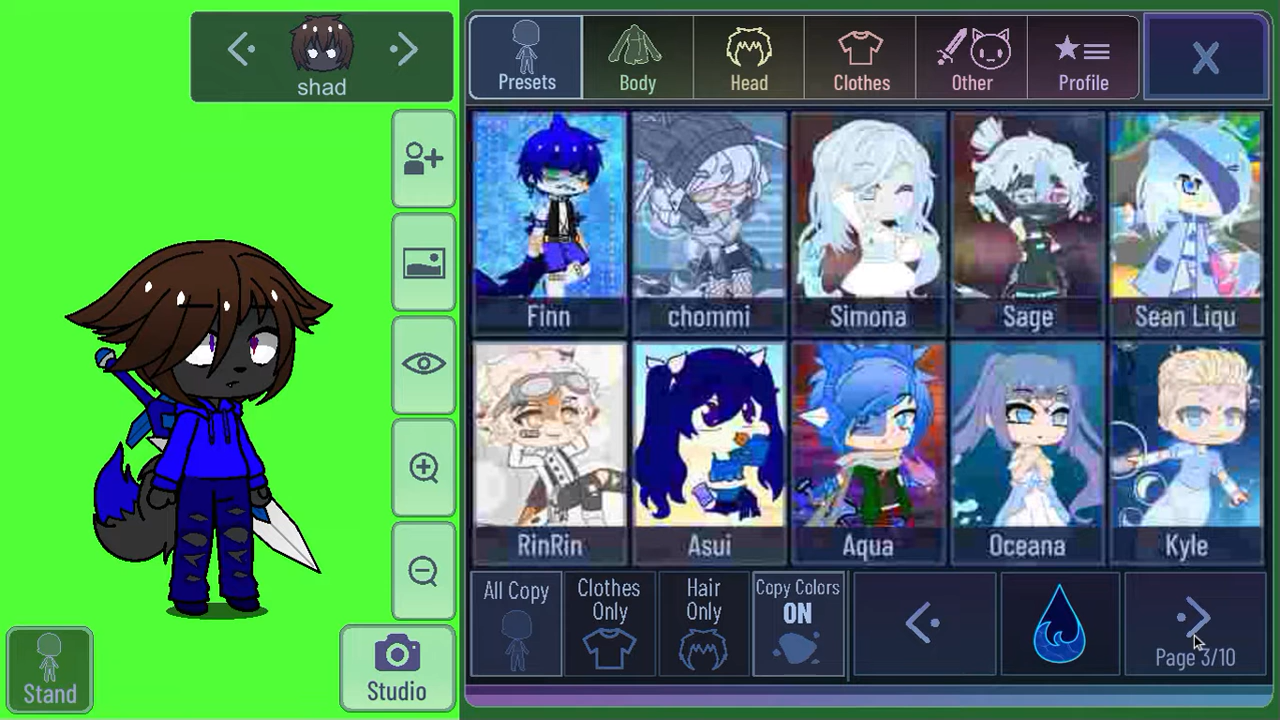 shad
Presets
Body
Head
Clothes
Other
Profile
X
Finn
chommi
Simona
Sage
Sean Liqu
RinRin
Asui
Aqua
Oceana
Kyle
All Copy
Clothes
Only
Hair
Only
Copy Colors
ON
Page 3/10
Stand
Studio